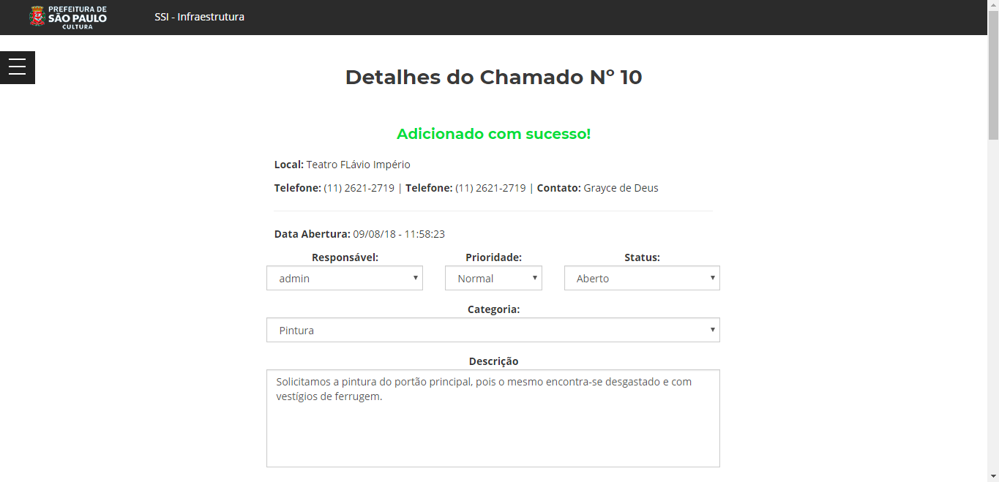 PREFEITURA DE
SÃO PAULO
CULTURA
SSI - Infraestrutura
Detalhes do Chamado Nº 10
Adicionado com sucesso!
Local: Teatro FLávio Império
Telefone: (11) 2621-2719 | Telefone: (11) 2621-2719 | Contato: Grayce de Deus
Data Abertura: 09/08/18 - 11:58:23
Responsável: Prioridade: Status:
admin Normal Aberto
Categoria:
Pintura
Descrição
Solicitamos a pintura do portão principal, pois o mesmo encontra-se desgastado e com
vestígios de ferrugem.